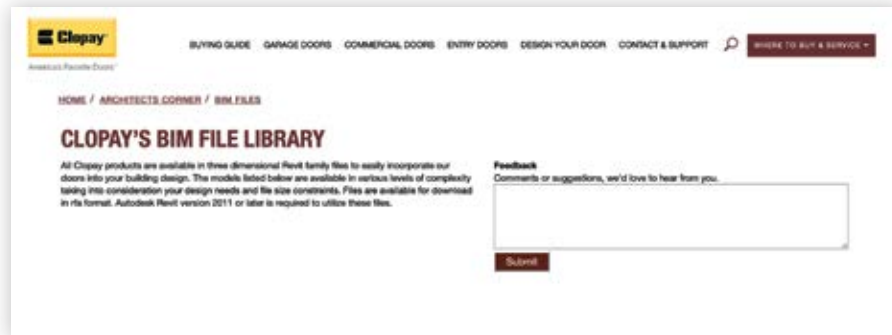 Clopay
America's Favorite Doors
BUYING GUIDE GARAGE DOORS COMMERCIAL DOORS ENTRY DOORS DESIGN YOUR DOOR CONTACT & SUPPORT WHERE TO BUY & SERVICE
HOME / ARCHITECTS CORNER / BIM FILES
CLOPAY'S BIM FILE LIBRARY
All Clopay products are available in three dimensional Revit family files to easily incorporate our
doors into your building design. The models listed below are available in various levels of complexity
taking into consideration your design needs and file size constraints. Files are available for download
in rfa format. Autodesk Revit version 2011 or later is required to utilize these files.
Feedback
Comments or suggestions, we'd love to hear from you.
Submit